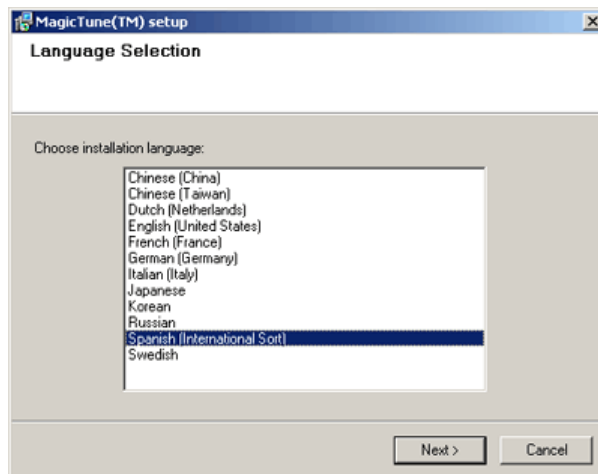 MagicTune(TM) setup
Language Selection
Choose installation language:
Chinese (China)
Chinese (Taiwan)
Dutch (Netherlands)
English (United States)
French (France)
German (Germany)
Italian (Italy)
Japanese
Korean
Russian
Spanish (International Sort)
Swedish
Next >
Cancel